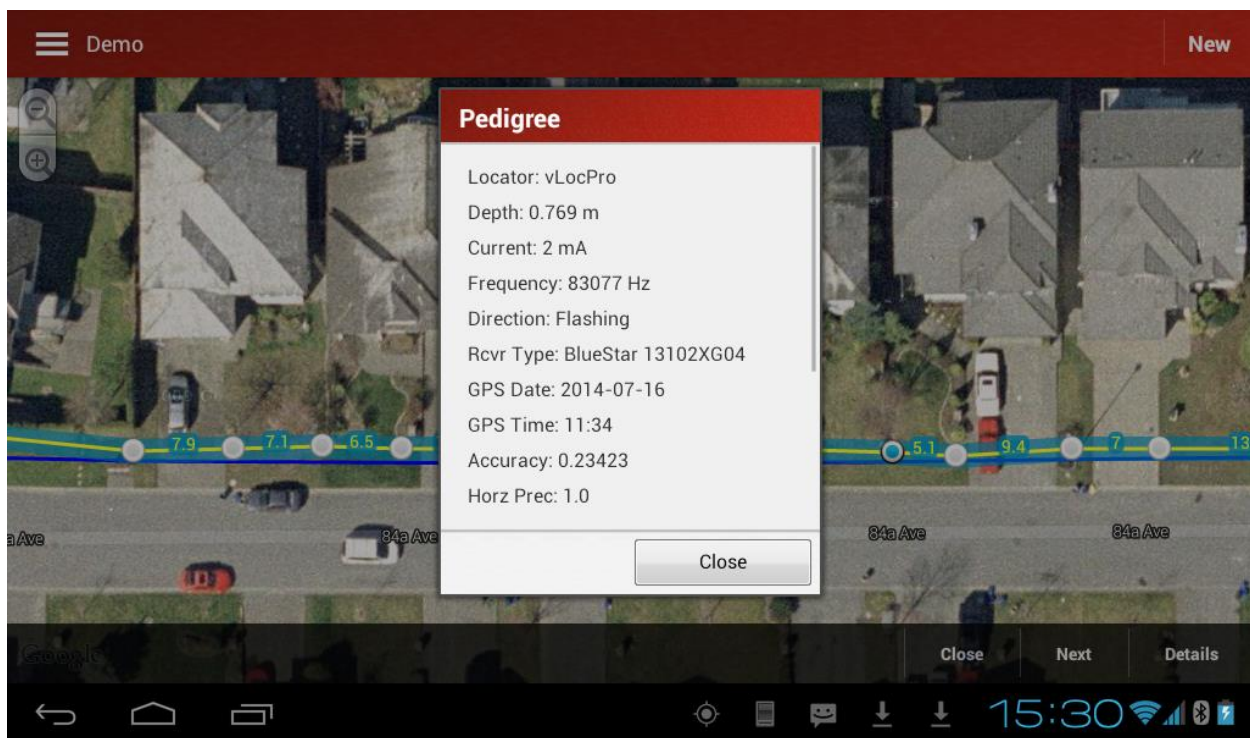 Demo
New
Pedigree
Locator: vLocPro
Depth: 0.769 m
Current: 2 mA
Frequency: 83077 Hz
Direction: Flashing
Rcvr Type: BlueStar 13102XG04
GPS Date: 2014-07-16
GPS Time: 11:34
Accuracy: 0.23423
Horz Prec: 1.0
Close
7.9
7.1
6.5
5.1
9.4
7
13
a Ave
84a Ave
84a Ave
84a Ave
Google
Close
Next
Details
15:30